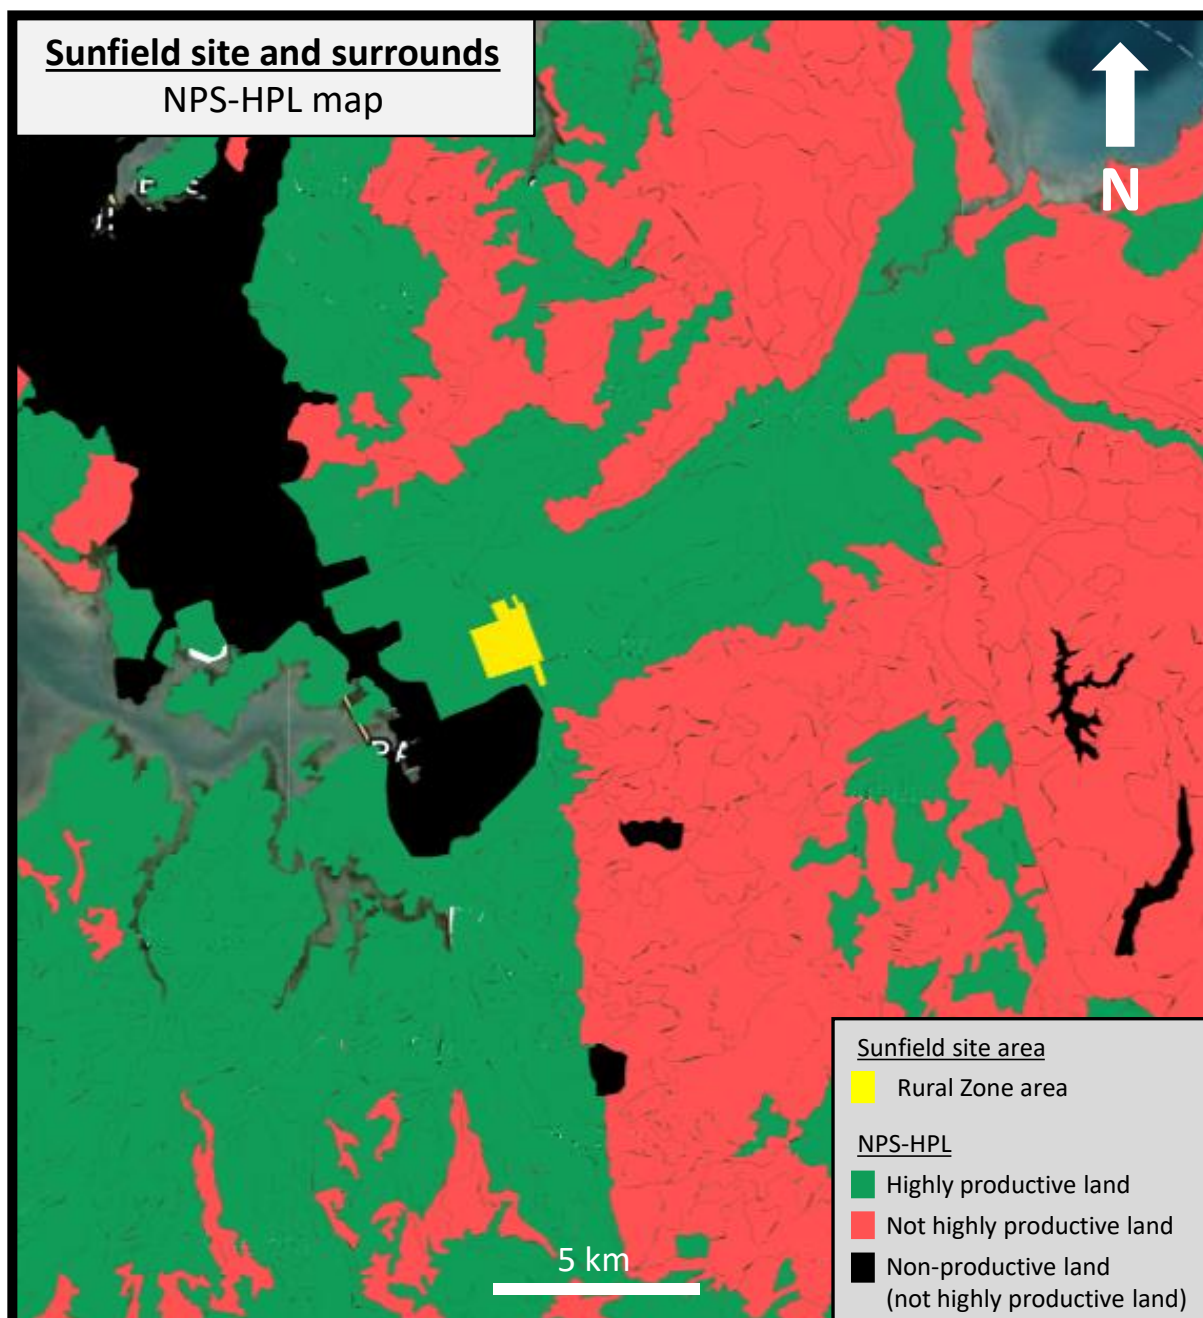 Sunfield site and surrounds
NPS-HPL map
N
Sunfield site area
Rural Zone area
NPS-HPL
Highly productive land
Not highly productive land
Non-productive land
(not highly productive land)
5 km